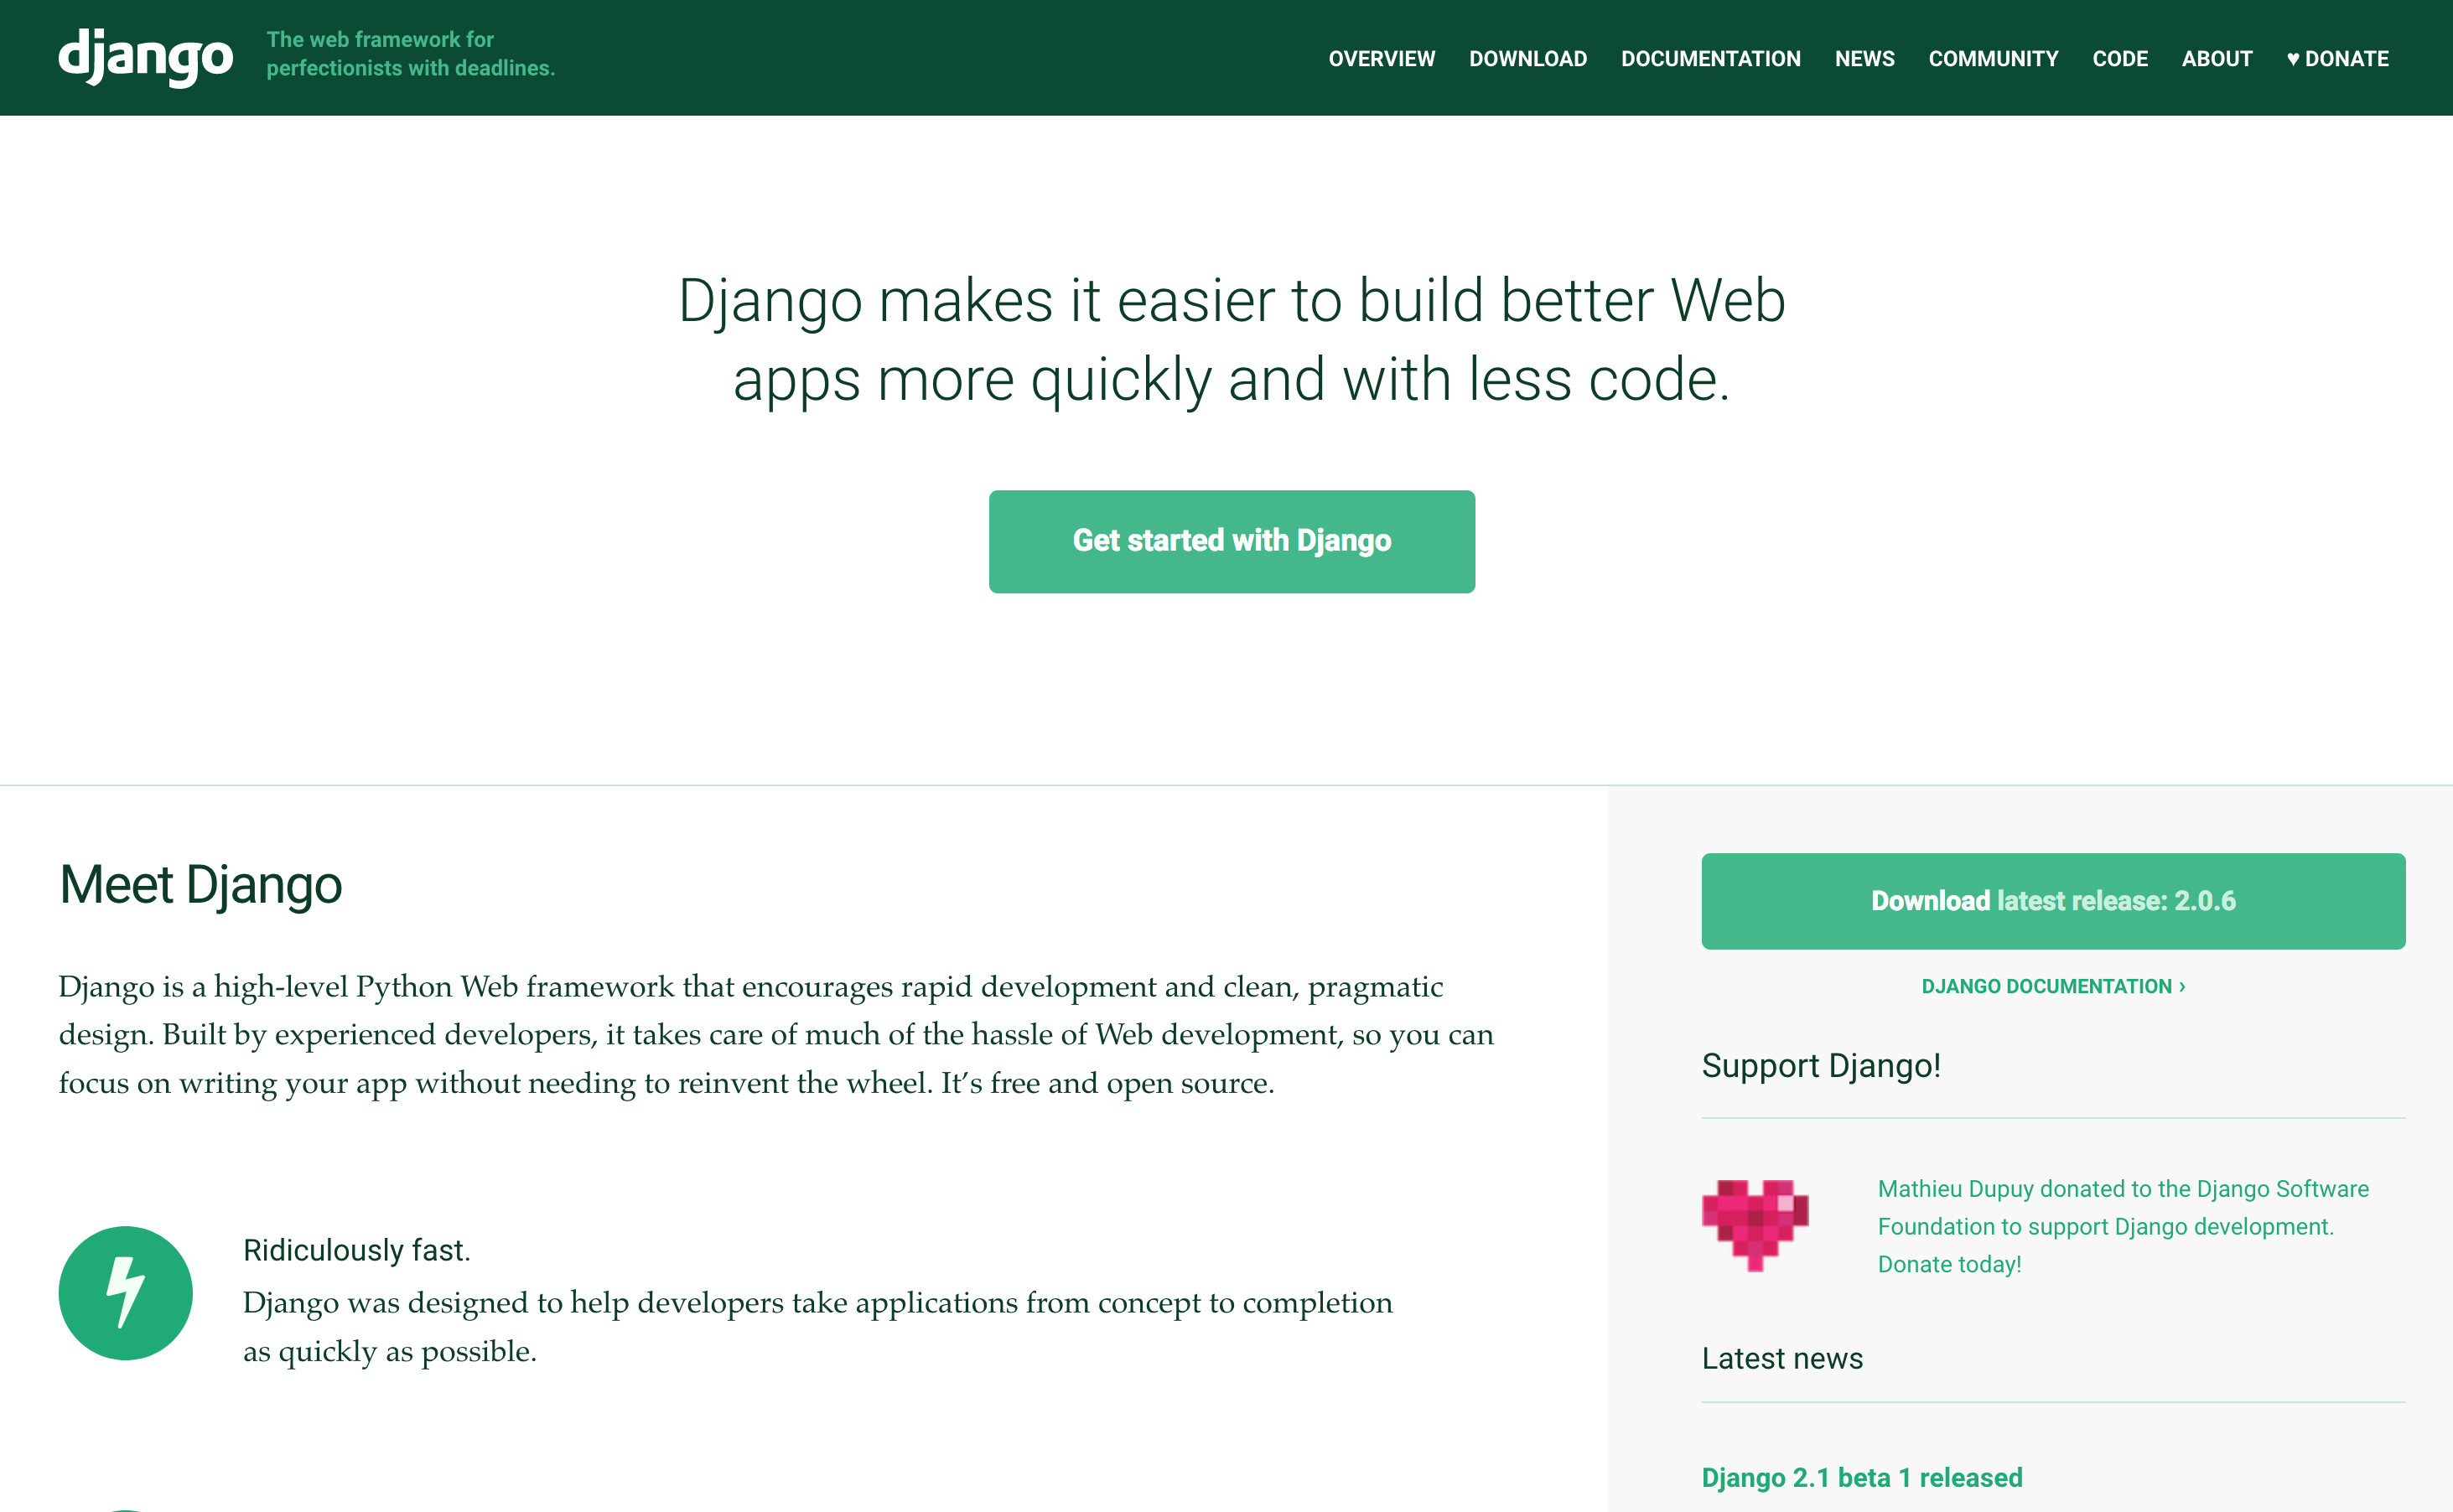 django
The web framework for
perfectionists with deadlines.
OVERVIEW DOWNLOAD DOCUMENTATION NEWS COMMUNITY CODE ABOUT ♥ DONATE
Django makes it easier to build better Web
apps more quickly and with less code.
Get started with Django
Meet Django
Django is a high-level Python Web framework that encourages rapid development and clean, pragmatic
design. Built by experienced developers, it takes care of much of the hassle of Web development, so you can
focus on writing your app without needing to reinvent the wheel. It’s free and open source.
Ridiculously fast.
Django was designed to help developers take applications from concept to completion
as quickly as possible.
Download latest release: 2.0.6
DJANGO DOCUMENTATION ›
Support Django!
Mathieu Dupuy donated to the Django Software
Foundation to support Django development.
Donate today!
Latest news
Django 2.1 beta 1 released